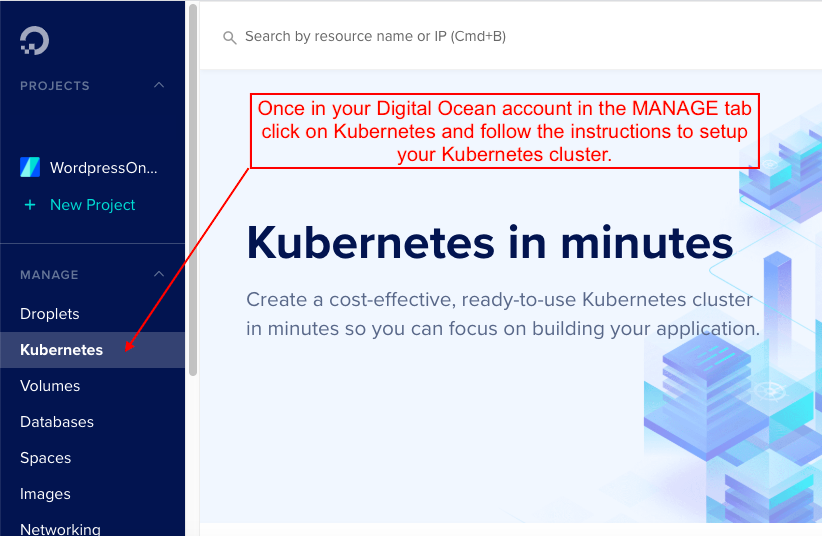 Search by resource name or IP (Cmd+B)
PROJECTS
WordpressOn...
+ New Project
MANAGE
Droplets
Kubernetes
Volumes
Databases
Spaces
Images
Networking
Once in your Digital Ocean account in the MANAGE tab
click on Kubernetes and follow the instructions to setup
your Kubernetes cluster.
Kubernetes in minutes
Create a cost-effective, ready-to-use Kubernetes cluster
in minutes so you can focus on building your application.